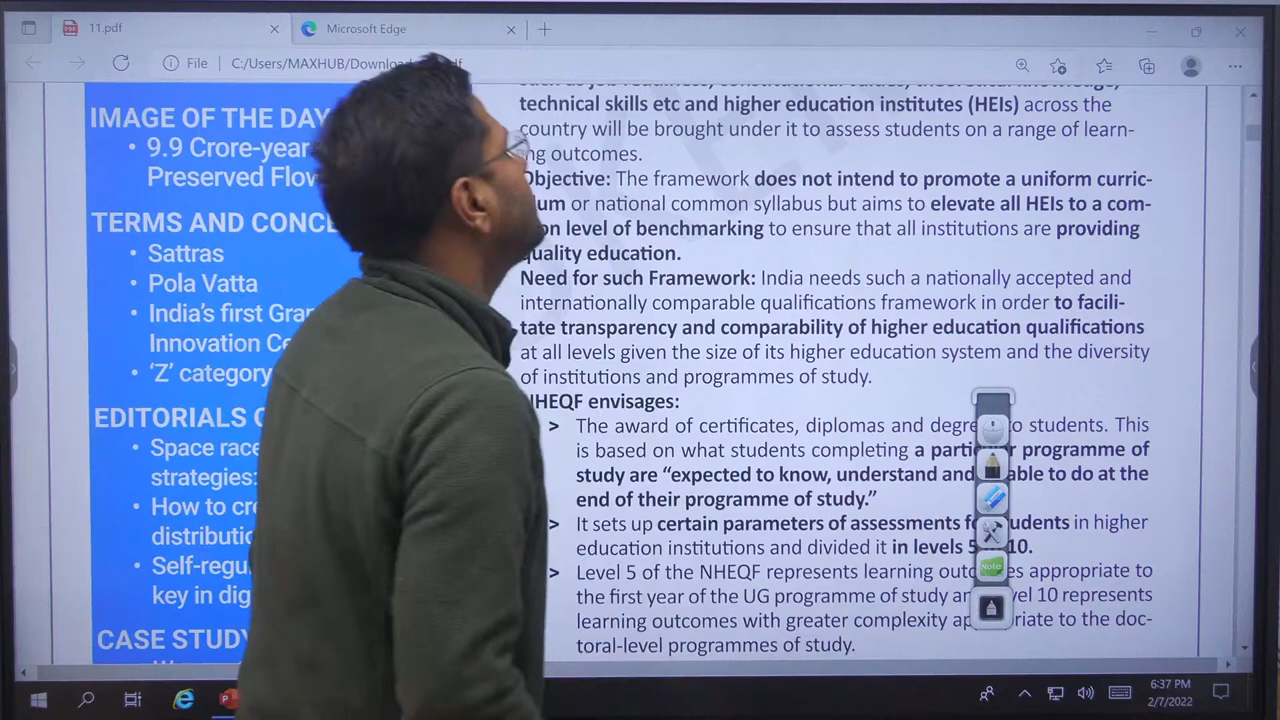 11.pdf
Microsoft Edge
File
C:/Users/MAXHUB/Downloa
df
IMAGE OF THE DAY
• 9.9 Crore-year
Preserved Flow
TERMS AND CONCE
• Sattras
• Pola Vatta
• India's first Gra
Innovation Ce
• 'Z' category
EDITORIALS
• Space race
strategies:
• How to cr
distributio
• Self-regu
key in dig
CASE STUDY
technical skills etc and higher education institutes (HEIs) across the
country will be brought under it to assess students on a range of learn-
ng outcomes.
Objective: The framework does not intend to promote a uniform curric-
lum or national common syllabus but aims to elevate all HEIs to a com-
on level of benchmarking to ensure that all institutions are providing
quality education.
Need for such Framework: India needs such a nationally accepted and
internationally comparable qualifications framework in order to facili-
tate transparency and comparability of higher education qualifications
at all levels given the size of its higher education system and the diversity
of institutions and programmes of study.
NHEQF envisages:
> The award of certificates, diplomas and degre to students. This
is based on what students completing a parti r programme of
study are “expected to know, understand and able to do at the
end of their programme of study.”
> It sets up certain parameters of assessments f udents in higher
education institutions and divided it in levels 5 10.
> Level 5 of the NHEQF represents learning outc es appropriate to
the first year of the UG programme of study an vel 10 represents
learning outcomes with greater complexity ap riate to the doc-
toral-level programmes of study.
Note
6:37 PM
2/7/2022